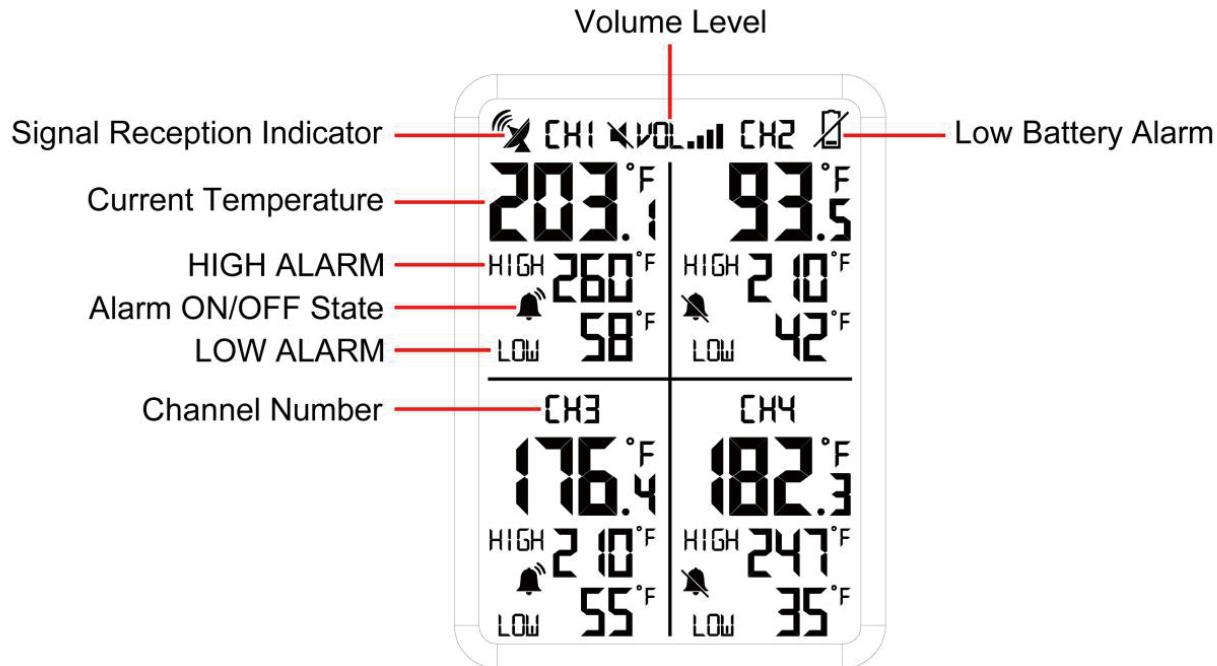 Volume Level
Signal Reception Indicator
CH1 VOL CH2
Low Battery Alarm
Current Temperature
203.1°F 93.5°F
HIGH ALARM
HIGH 260°F HIGH 210°F
Alarm ON/OFF State
LOW ALARM
LOW 58°F LOW 42°F
Channel Number
CH3 CH4
176.4°F 182.3°F
HIGH 210°F HIGH 247°F
LOW 55°F LOW 35°F